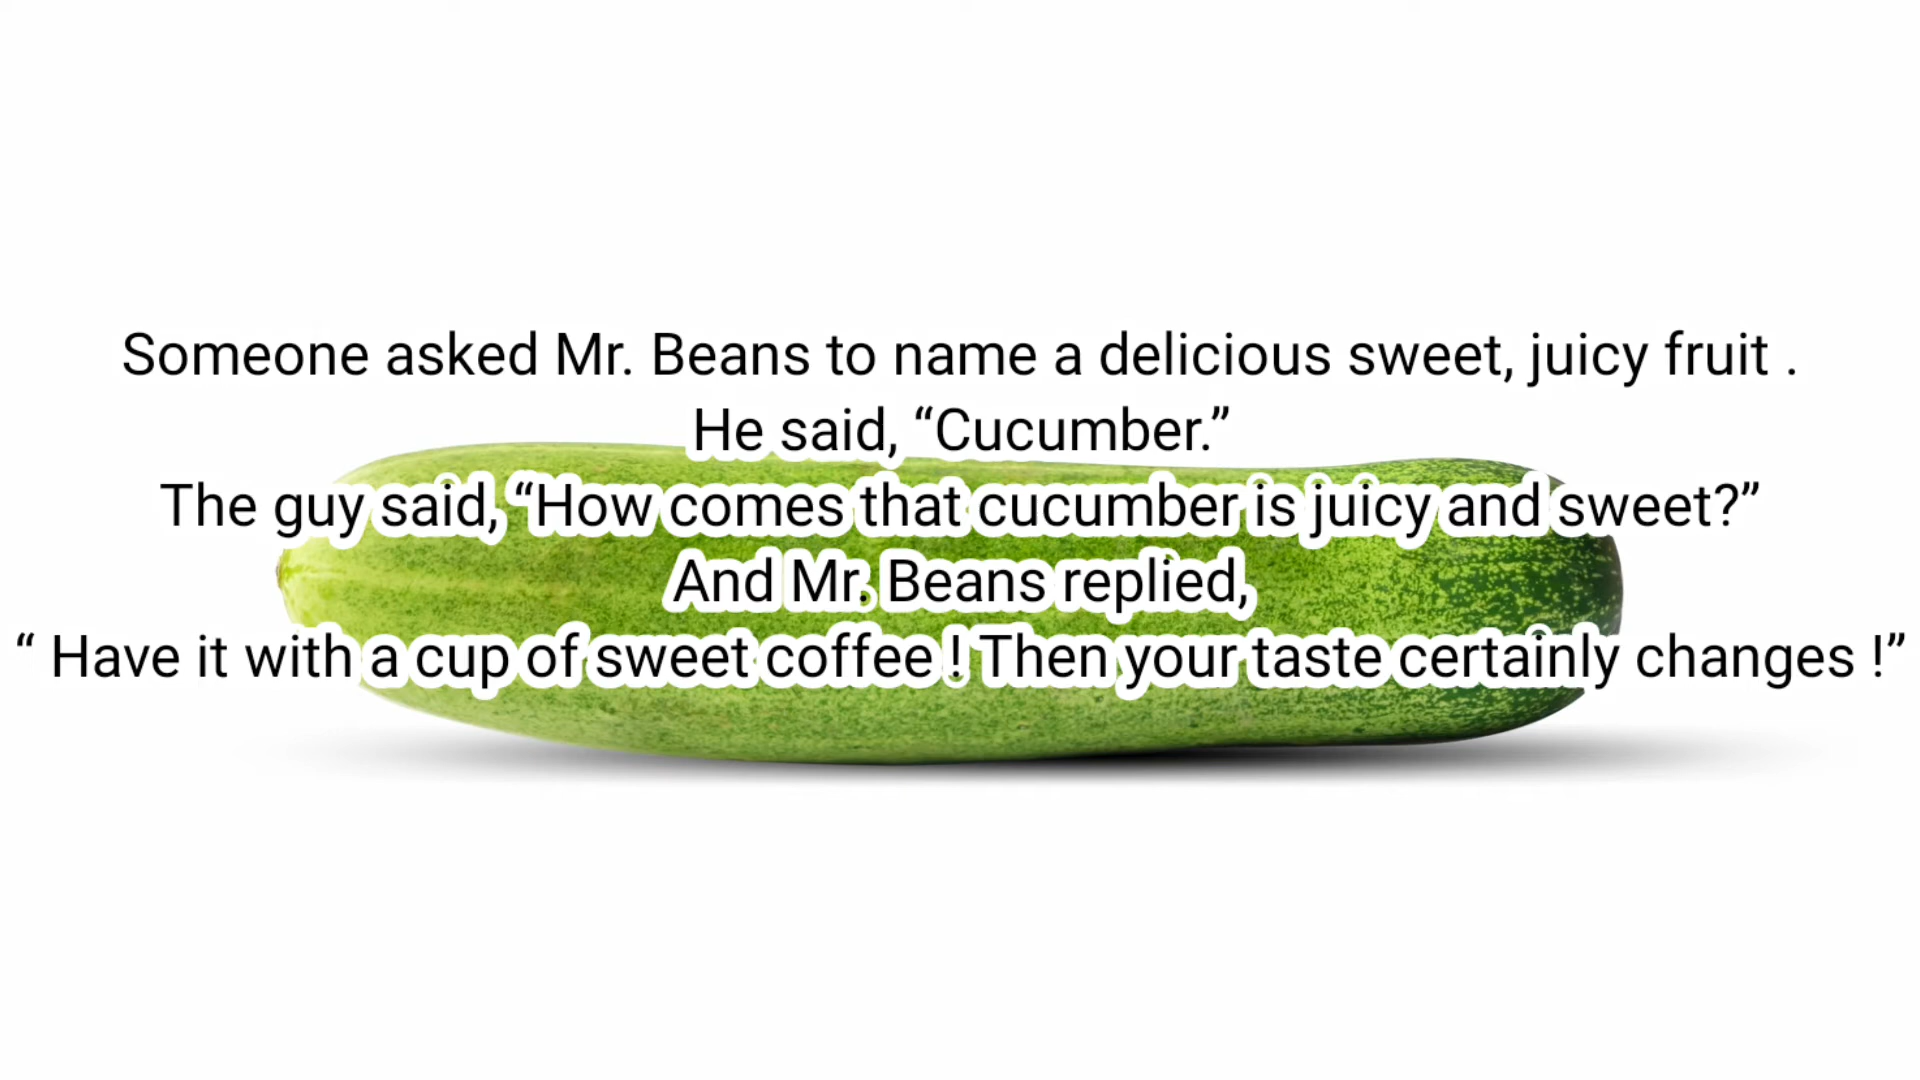 Someone asked Mr. Beans to name a delicious sweet, juicy fruit .
He said, “Cucumber.”
The guy said, “How comes that cucumber is juicy and sweet?”
And Mr. Beans replied,
“ Have it with a cup of sweet coffee ! Then your taste certainly changes !”